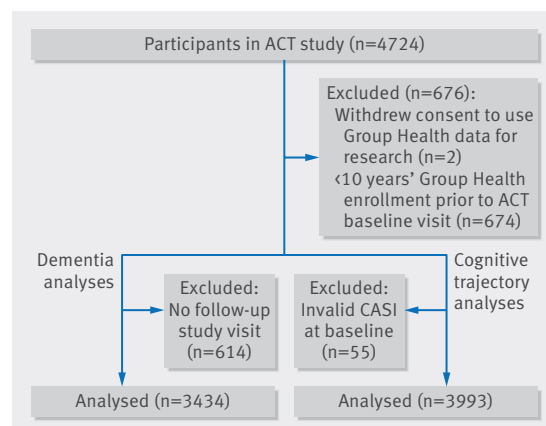 Participants in ACT study (n=4724)
Excluded (n=676):
Withdrew consent to use
Group Health data for
research (n=2)
<10 years' Group Health
enrollment prior to ACT
baseline visit (n=674)
Dementia
analyses
Cognitive
trajectory
analyses
Excluded:
No follow-up
study visit
(n=614)
Excluded:
Invalid CASI
at baseline
(n=55)
Analysed (n=3434)
Analysed (n=3993)